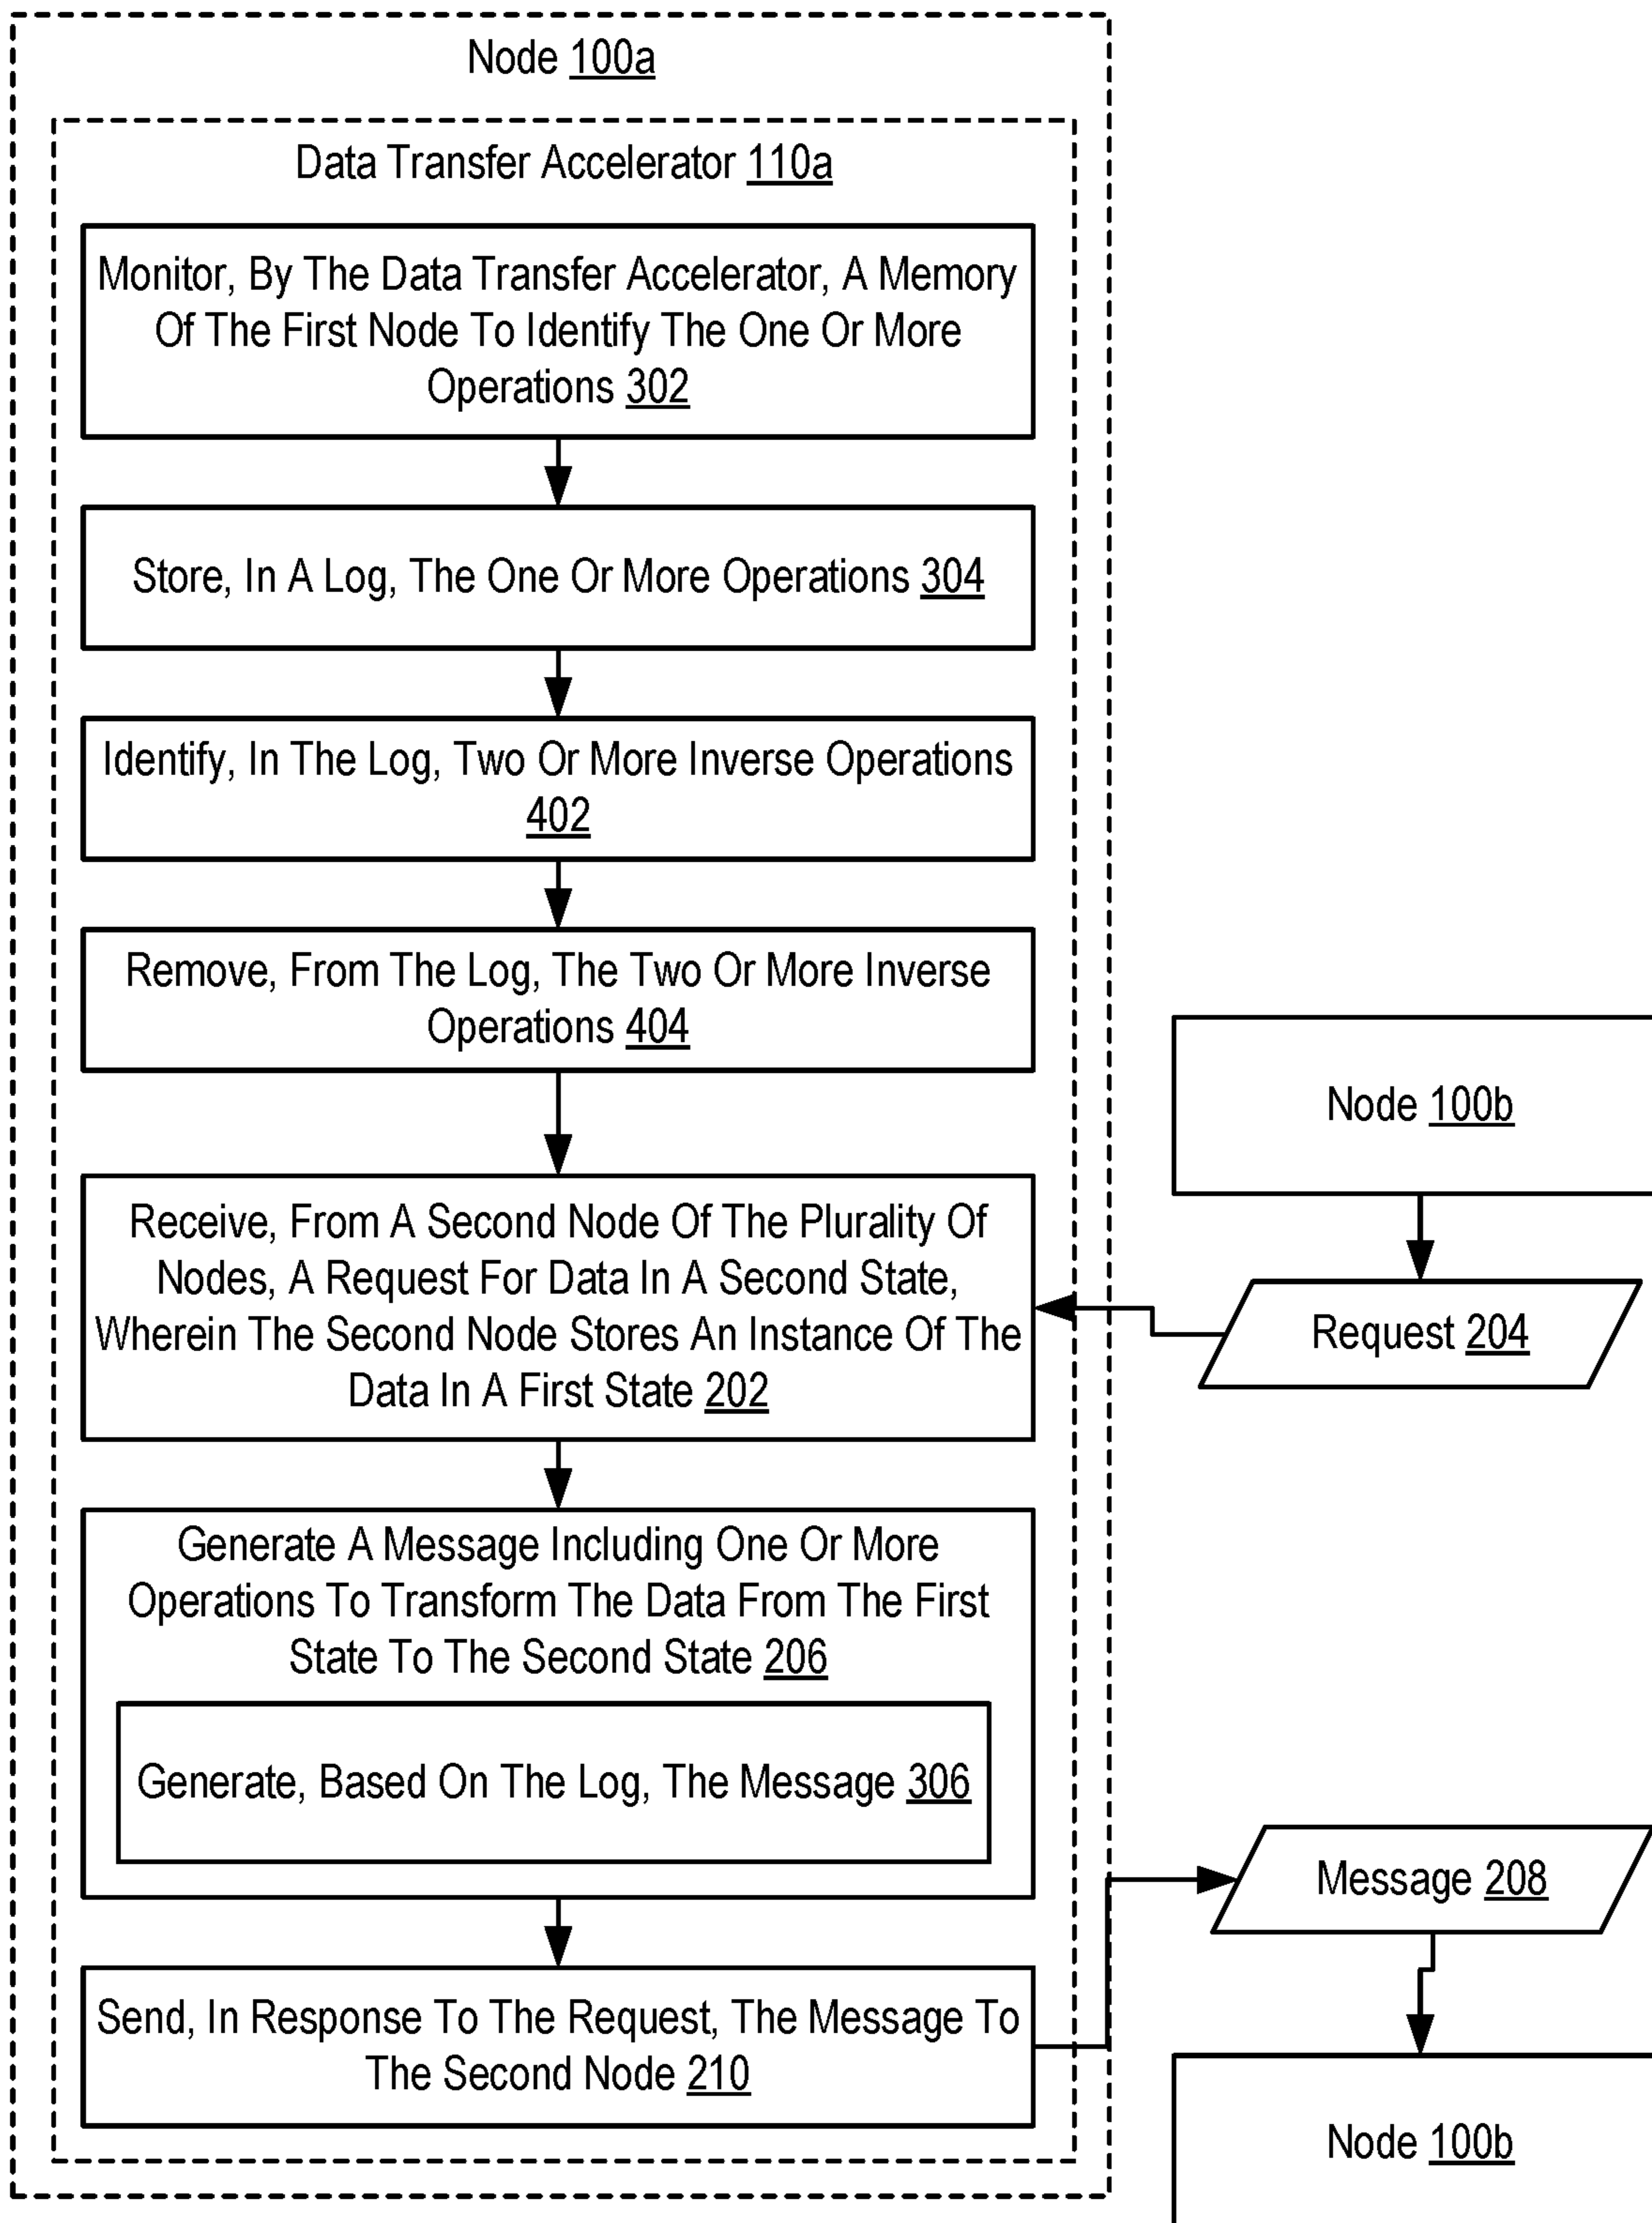 Node 100a
Data Transfer Accelerator 110a
Monitor, By The Data Transfer Accelerator, A Memory
Of The First Node To Identify The One Or More
Operations 302
Store, In A Log, The One Or More Operations 304
Identify, In The Log, Two Or More Inverse Operations
402
Remove, From The Log, The Two Or More Inverse
Operations 404
Node 100b
Receive, From A Second Node Of The Plurality Of
Nodes, A Request For Data In A Second State,
Wherein The Second Node Stores An Instance Of The
Data In A First State 202
Request 204
Generate A Message Including One Or More
Operations To Transform The Data From The First
State To The Second State 206
Generate, Based On The Log, The Message 306
Message 208
Send, In Response To The Request, The Message To
The Second Node 210
Node 100b